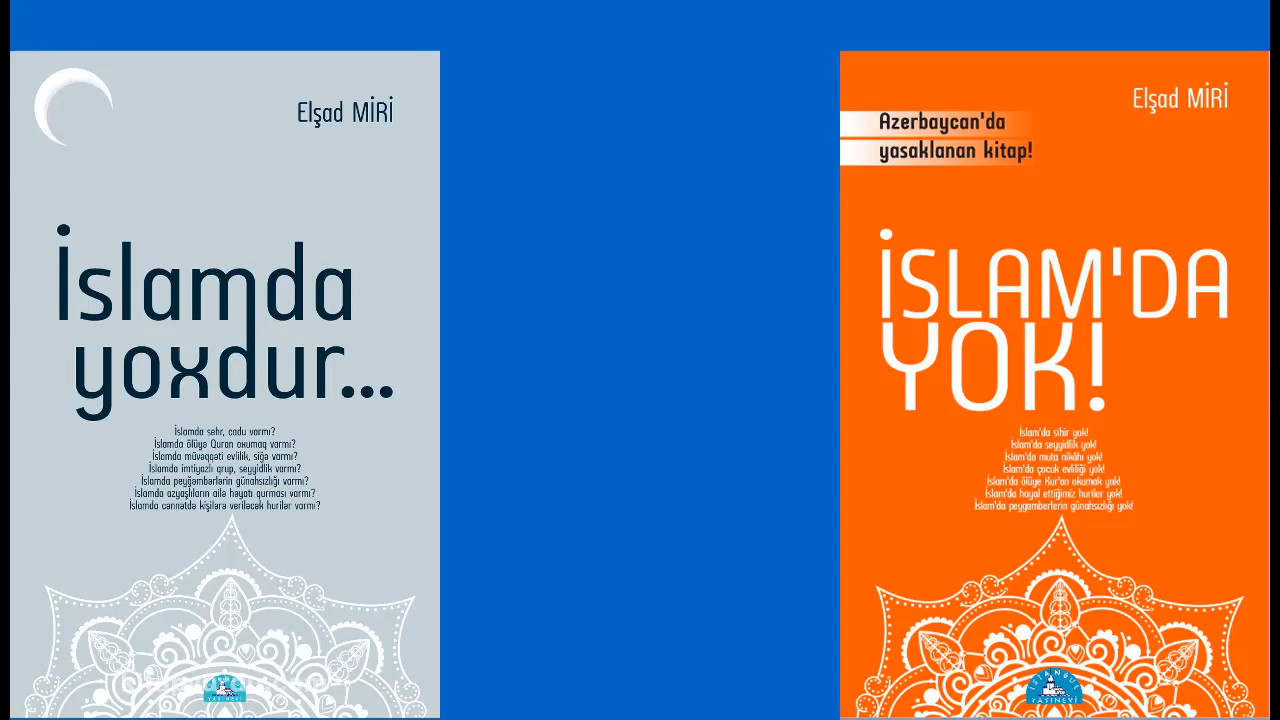 Elşad MİRİ
İslamda
yoxdur...
İslamda sehr, cadu varmı?
İslamda ölüyə Quran oxumaq varmı?
İslamda müvəqqəti evlilik, siğə varmı?
İslamda imtiyazlı qrup, seyyidlik varmı?
İslamda peyğəmbərlərin günahsızlığı varmı?
İslamda azyaşlıların ailə həyatı qurması varmı?
İslamda cənnətdə kişilərə veriləcək hurilər varmı?
Elşad MİRİ
Azerbaycan'da
yasaklanan kitap!
İSLAM'DA
YOK!
İslam'da sihir yok!
İslam'da seyyidlik yok!
İslam'da muta nikâhı yok!
İslam'da çocuk evliliği yok!
İslam'da ölüye Kur'an okumak yok!
İslam'da hayal ettiğimiz huriler yok!
İslam'da peygamberlerin günahsızlığı yok!
İSTANBUL
YAYINEVİ